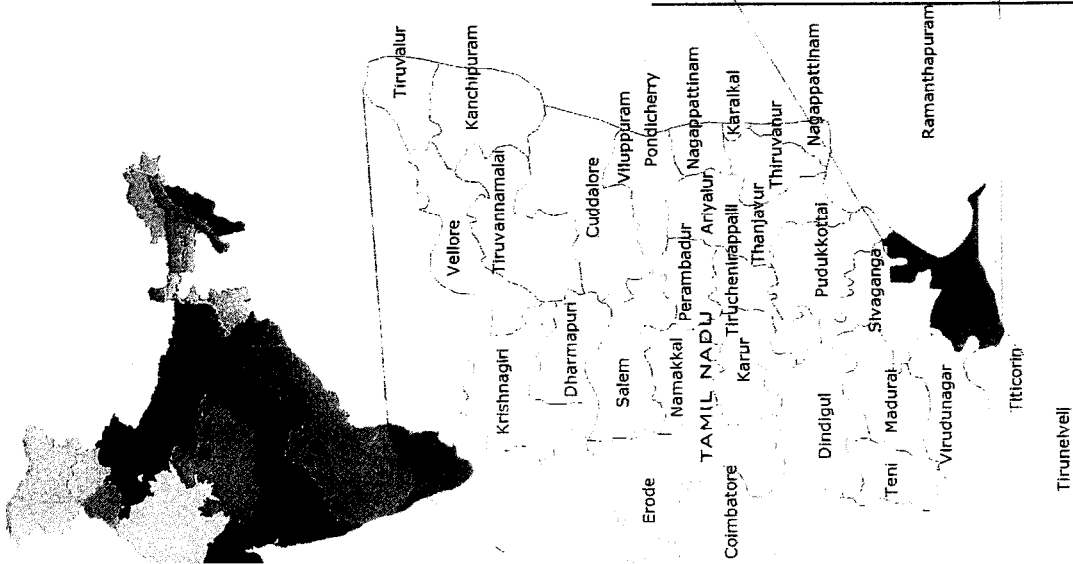 Tiruvalur
Kanchipuram
Vellore
Tiruvannamalai
Krishnagiri
Dharmapuri
Cuddalore
Salem
Viluppuram
Erode
Pondicherry
Namakkal
Perambadur
Nagappattinam
TAMIL NADU
Ariyalur
Coimbatore
Tiruchenirappalli
Karaikal
Karur
Thanjavur
Thiruvanur
Nagappattinam
Dindigul
Pudukkottai
Sivaganga
Teni
Madurai
Ramanthapuram
Virudunagar
Titicorin
Tirunelveli